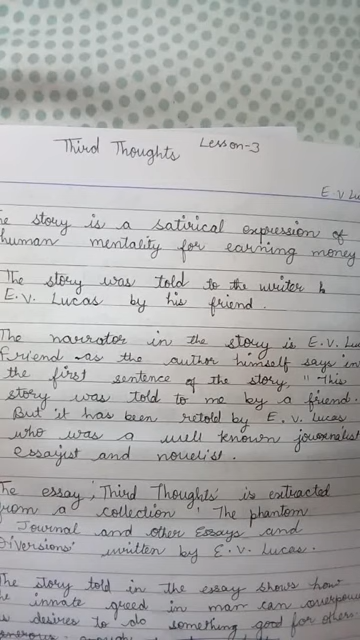 Third Thoughts Lesson-3
E.V Lu
he story is a satirical expression of
human mentality for earning money
The story was told to the writer
E.V. Lucas by his friend.
The narrator in the story is E.V. Luc
Friend as the author himself says in
the first sentence of the story, "This
story was told to me by a friend.
But it has been retold by E.V. Lucas
who was a well known journalist
essayist and novelist.
The essay, 'Third Thoughts' is extracted
from a collection 'The phantom
Journal and other Essays and
Diversions' written by E.V. Lucas.
The story told in the essay shows how
he innate greed in man can overpow
s desires to do something good for others